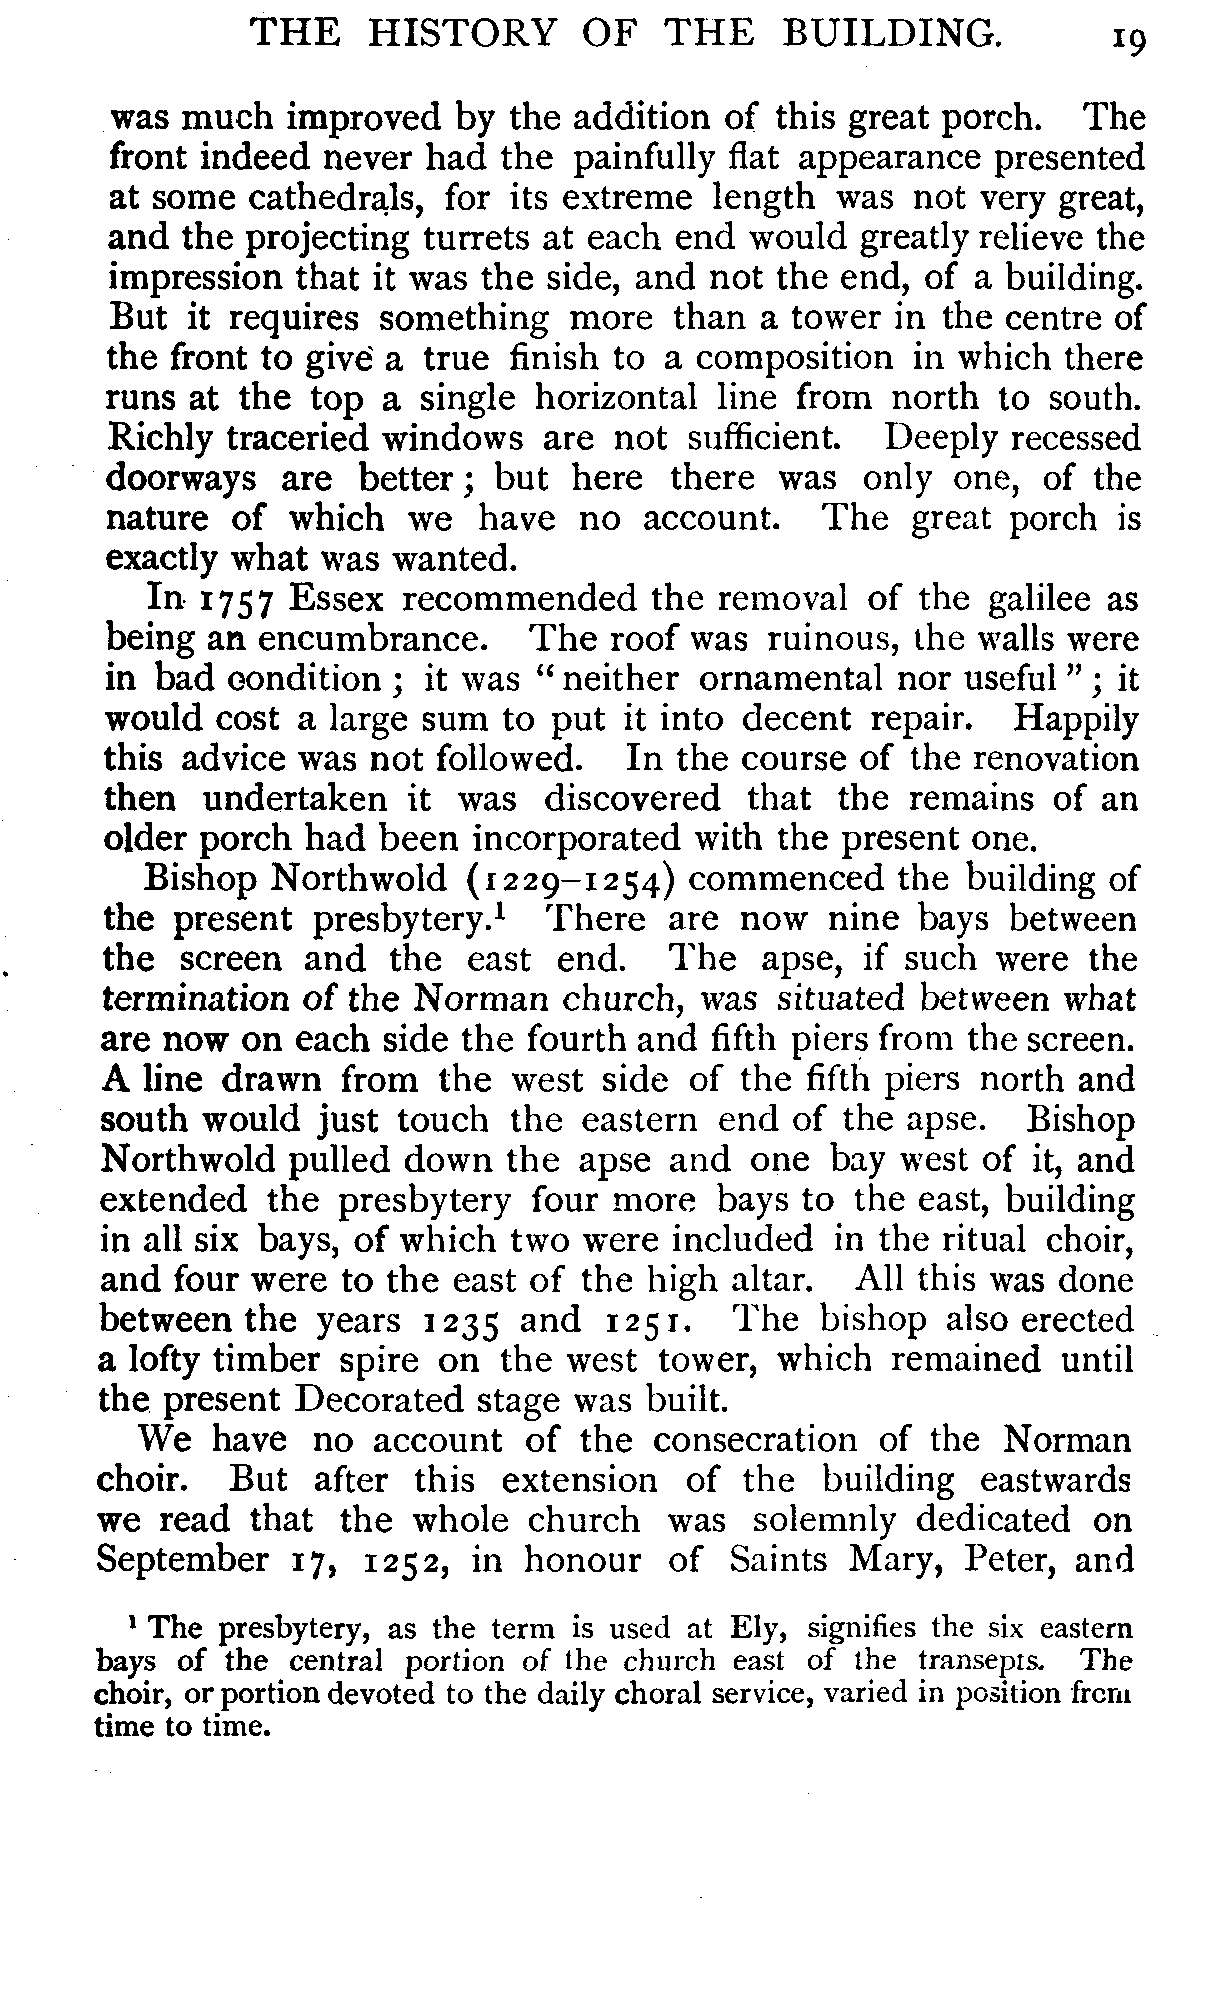 THE HISTORY OF THE BUILDING. 19
was much improved by the addition of this great porch. The
front indeed never had the painfully flat appearance presented
at some cathedrals, for its extreme length was not very great,
and the projecting turrets at each end would greatly relieve the
impression that it was the side, and not the end, of a building.
But it requires something more than a tower in the centre of
the front to give a true finish to a composition in which there
runs at the top a single horizontal line from north to south.
Richly traceried windows are not sufficient. Deeply recessed
doorways are better; but here there was only one, of the
nature of which we have no account. The great porch is
exactly what was wanted.
In 1757 Essex recommended the removal of the galilee as
being an encumbrance. The roof was ruinous, the walls were
in bad condition; it was "neither ornamental nor useful"; it
would cost a large sum to put it into decent repair. Happily
this advice was not followed. In the course of the renovation
then undertaken it was discovered that the remains of an
older porch had been incorporated with the present one.
Bishop Northwold (1229–1254) commenced the building of
the present presbytery.¹ There are now nine bays between
the screen and the east end. The apse, if such were the
termination of the Norman church, was situated between what
are now on each side the fourth and fifth piers from the screen.
A line drawn from the west side of the fifth piers north and
south would just touch the eastern end of the apse. Bishop
Northwold pulled down the apse and one bay west of it, and
extended the presbytery four more bays to the east, building
in all six bays, of which two were included in the ritual choir,
and four were to the east of the high altar. All this was done
between the years 1235 and 1251. The bishop also erected
a lofty timber spire on the west tower, which remained until
the present Decorated stage was built.
We have no account of the consecration of the Norman
choir. But after this extension of the building eastwards
we read that the whole church was solemnly dedicated on
September 17, 1252, in honour of Saints Mary, Peter, and
¹ The presbytery, as the term is used at Ely, signifies the six eastern
bays of the central portion of the church east of the transepts. The
choir, or portion devoted to the daily choral service, varied in position from
time to time.